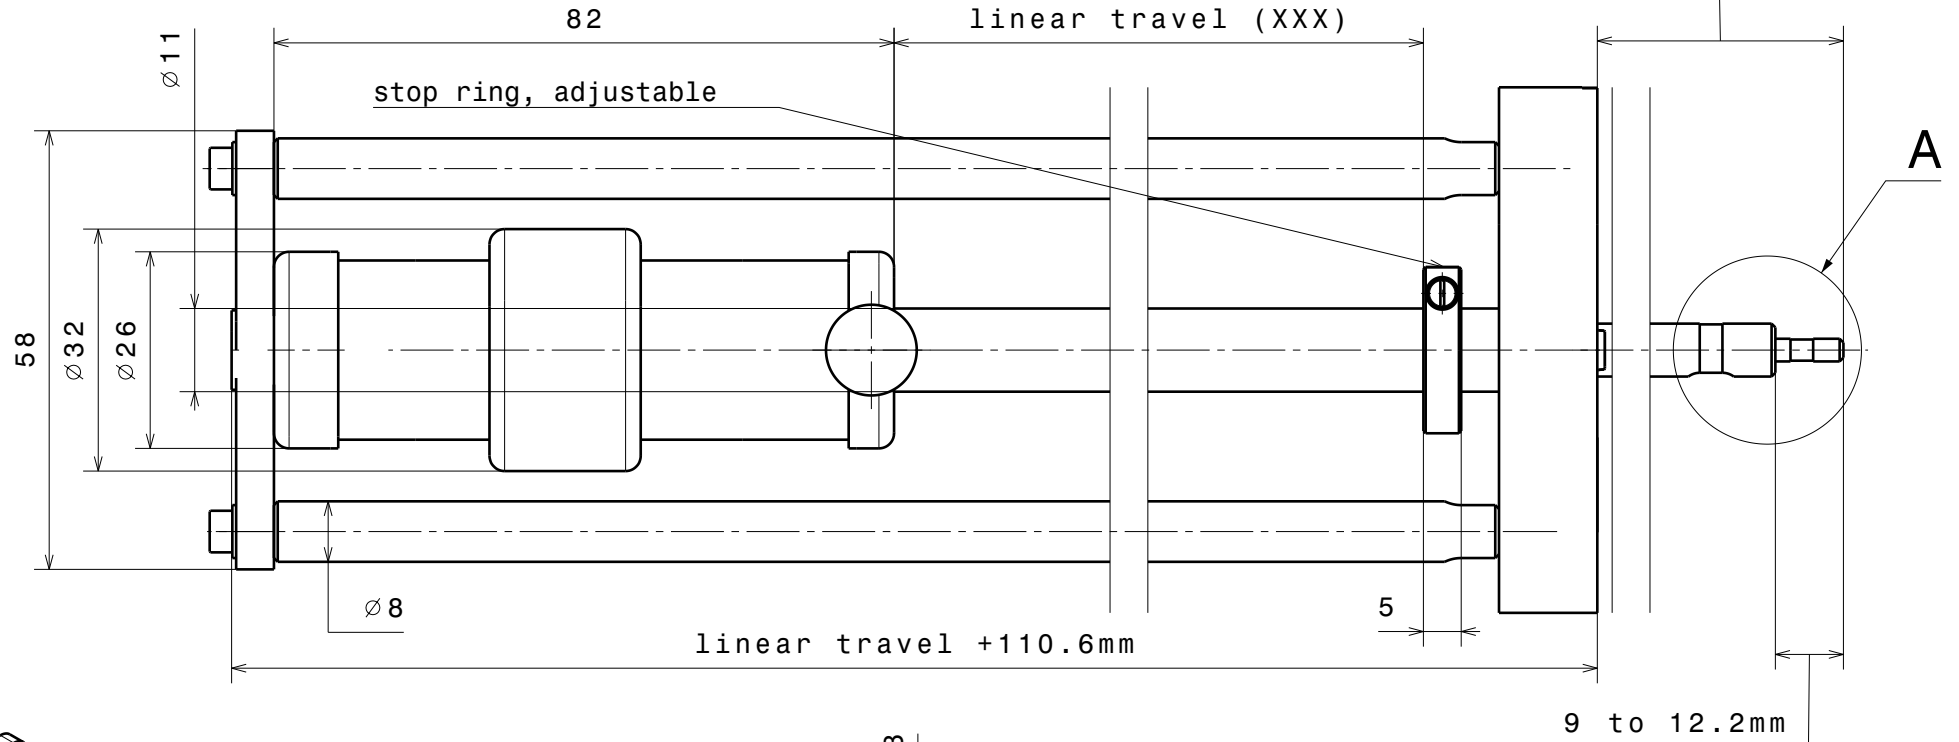 82
linear travel (XXX)
⌀11
stop ring, adjustable
A
58
⌀32
⌀26
⌀8
5
linear travel +110.6mm
9 to 12.2mm